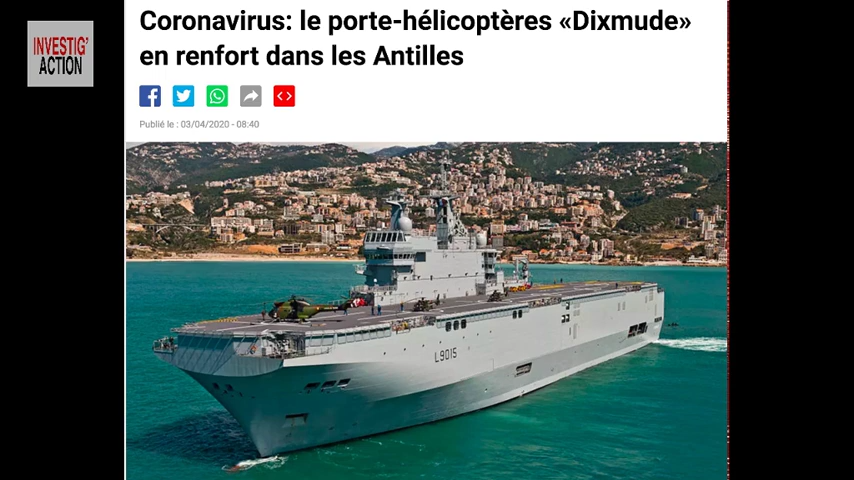 INVESTIG'
ACTION
Coronavirus: le porte-hélicoptères «Dixmude»
en renfort dans les Antilles
Publié le : 03/04/2020 - 08:40
L9015